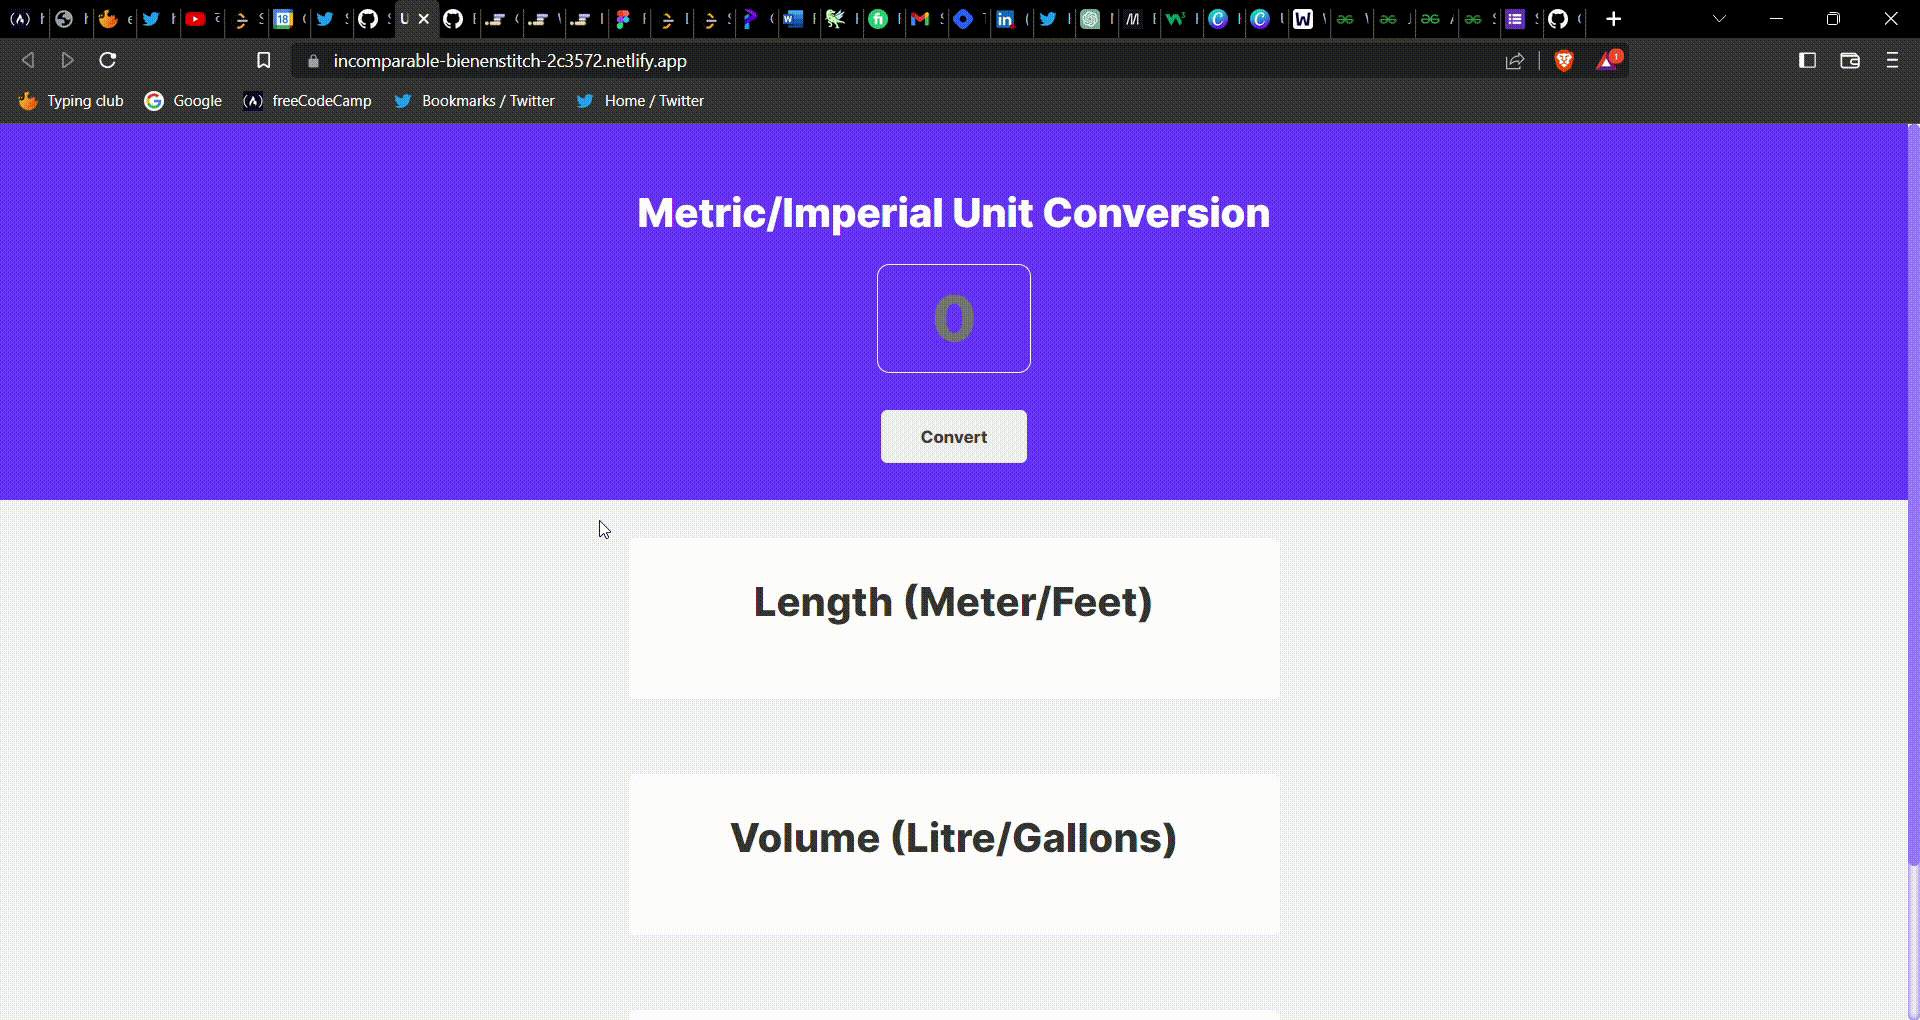 incomparable-bienenstitch-2c3572.netlify.app
Typing club
Google
freeCodeCamp
Bookmarks / Twitter
Home / Twitter
Metric/Imperial Unit Conversion
0
Convert
Length (Meter/Feet)
Volume (Litre/Gallons)